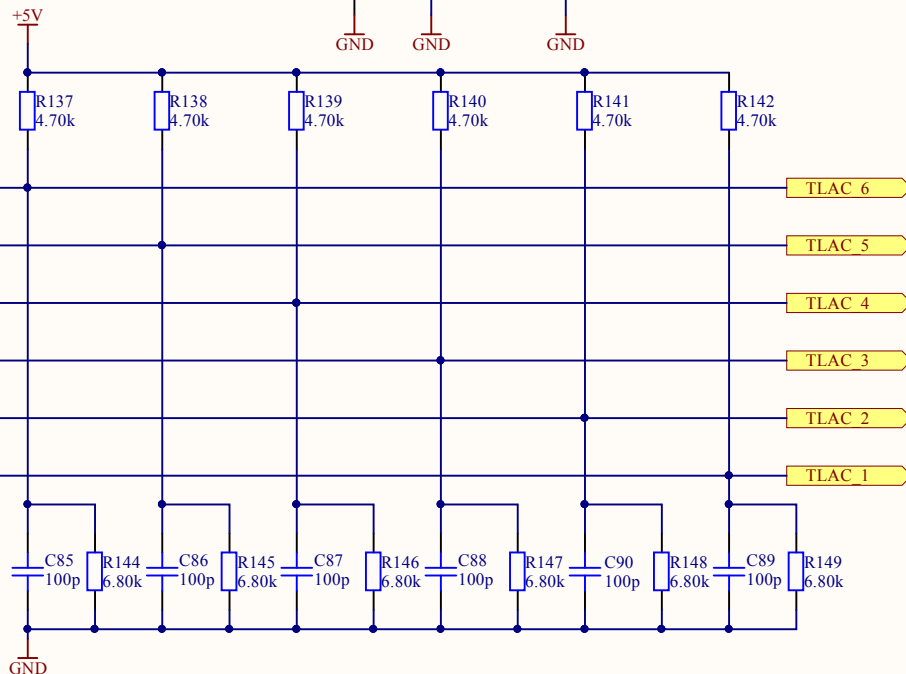 +5V
GND
GND
GND
R137
4.70k
R138
4.70k
R139
4.70k
R140
4.70k
R141
4.70k
R142
4.70k
TLAC_6
TLAC_5
TLAC_4
TLAC_3
TLAC_2
TLAC_1
C85
100p
R144
6.80k
C86
100p
R145
6.80k
C87
100p
R146
6.80k
C88
100p
R147
6.80k
C90
100p
R148
6.80k
C89
100p
R149
6.80k
GND